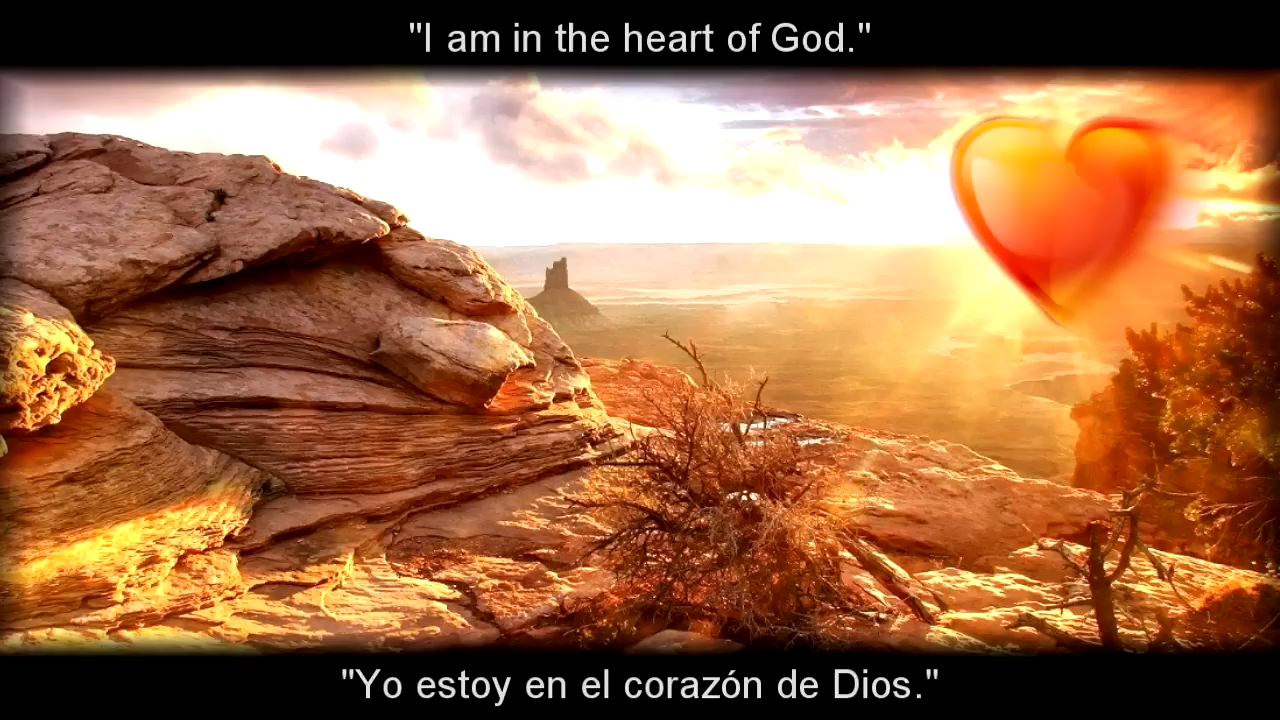 "I am in the heart of God."
"Yo estoy en el corazón de Dios."